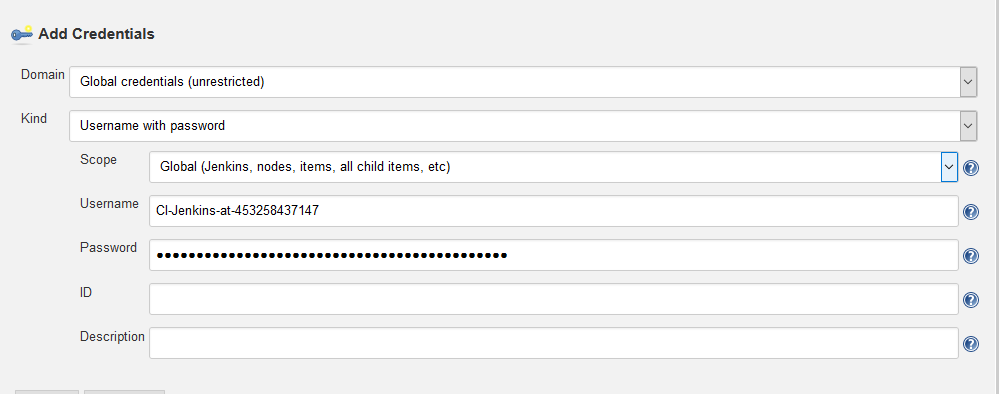 Add Credentials
Domain Global credentials (unrestricted)
Kind Username with password
Scope Global (Jenkins, nodes, items, all child items, etc)
Username CI-Jenkins-at-453258437147
Password ••••••••••••••••••••••••••••••••••••••••••••
ID
Description